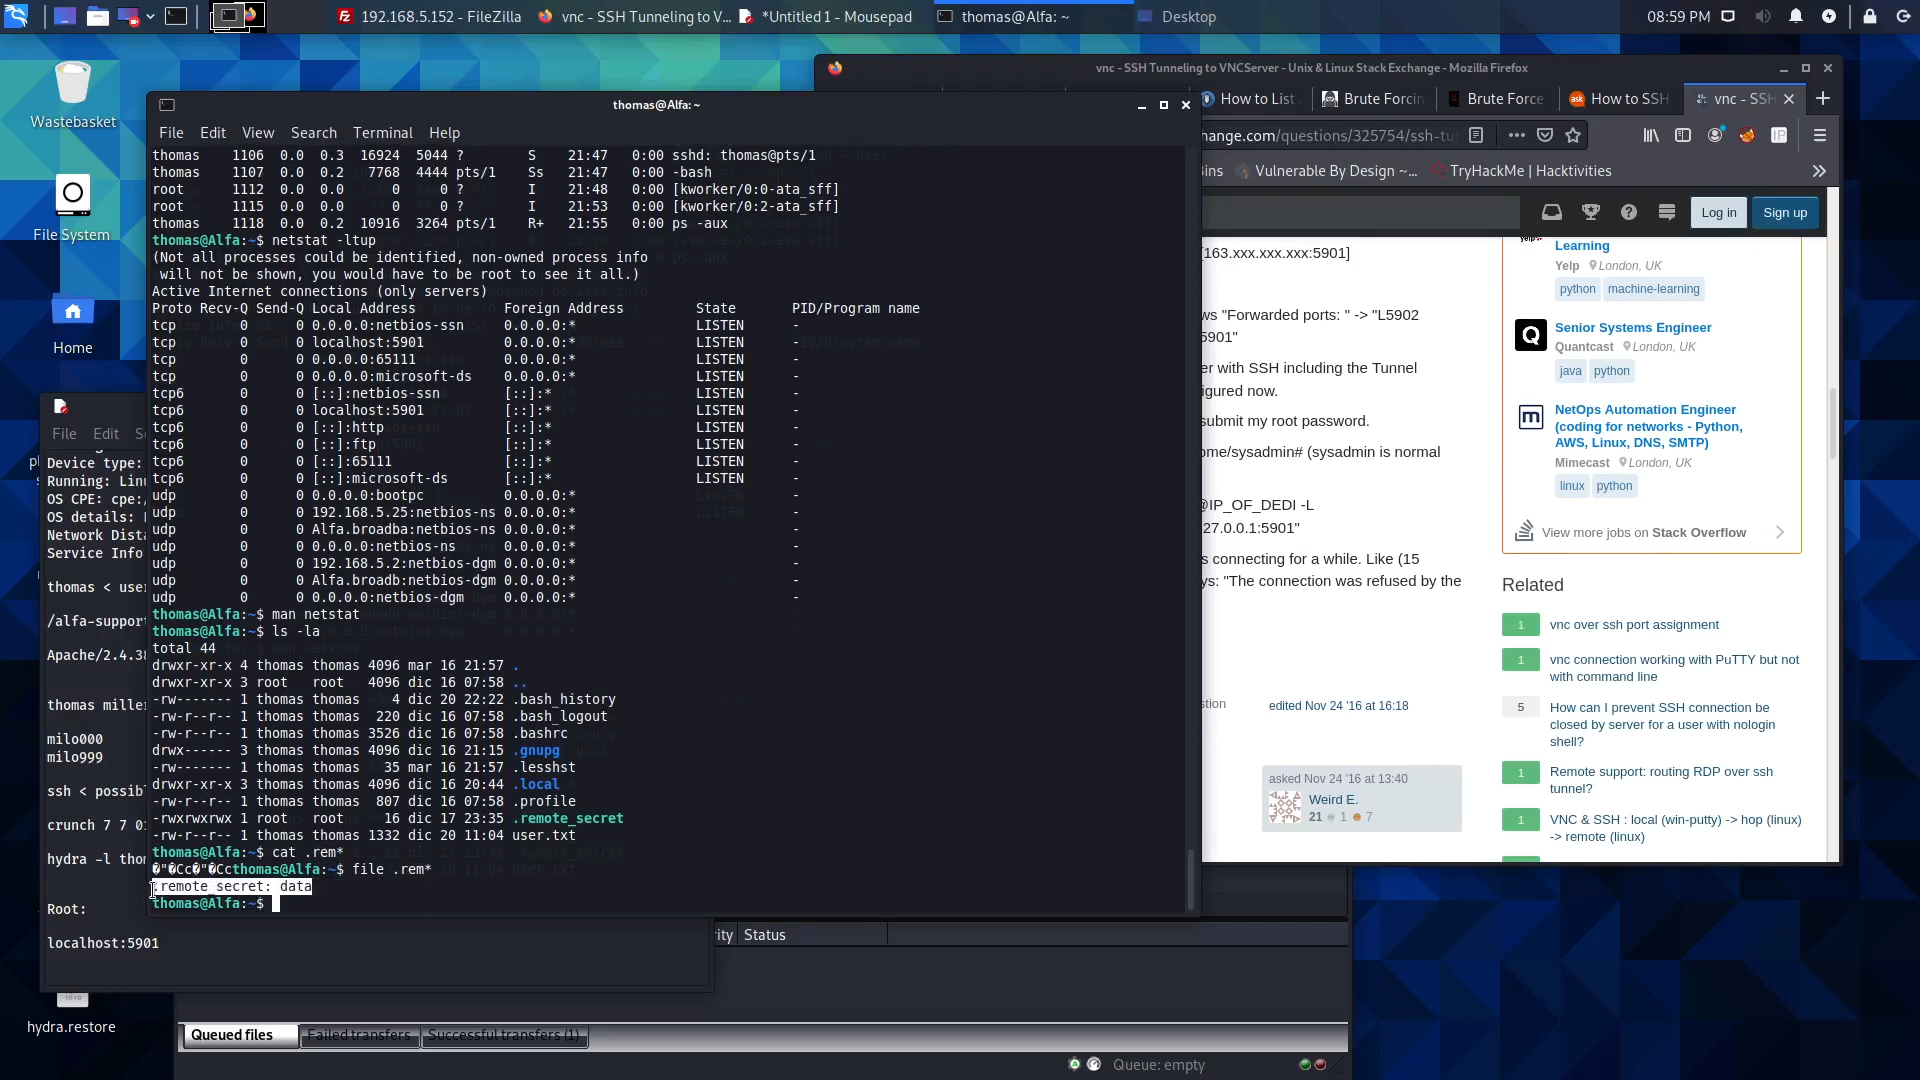 192.168.5.152 - FileZilla
vnc - SSH Tunneling to V...
*Untitled 1 - Mousepad
thomas@Alfa: ~
Desktop
08:59 PM
Wastebasket
File System
Home
hydra.restore
vnc - SSH Tunneling to VNCServer - Unix & Linux Stack Exchange - Mozilla Firefox
How to List
Brute Forcin
Brute Force
How to SSH
vnc - SSH
hange.com/questions/325754/ssh-tu
Bins
Vulnerable By Design ~...
TryHackMe | Hacktivities
Log in
Sign up
thomas@Alfa: ~
File Edit View Search Terminal Help
thomas 1106 0.0 0.3 16924 5044 ? S 21:47 0:00 sshd: thomas@pts/1
thomas 1107 0.0 0.2 7768 4444 pts/1 Ss 21:47 0:00 -bash
root 1112 0.0 0.0 0 0 ? I 21:48 0:00 [kworker/0:0-ata_sff]
root 1115 0.0 0.0 0 0 ? I 21:53 0:00 [kworker/0:2-ata_sff]
thomas 1118 0.0 0.2 10916 3264 pts/1 R+ 21:55 0:00 ps -aux
thomas@Alfa:~$ netstat -ltup
(Not all processes could be identified, non-owned process info
will not be shown, you would have to be root to see it all.)
Active Internet connections (only servers)
Proto Recv-Q Send-Q Local Address Foreign Address State PID/Program name
tcp 0 0 0.0.0.0:netbios-ssn 0.0.0.0:* LISTEN -
tcp 0 0 localhost:5901 0.0.0.0:* LISTEN -
tcp 0 0 0.0.0.0:65111 0.0.0.0:* LISTEN -
tcp 0 0 0.0.0.0:microsoft-ds 0.0.0.0:* LISTEN -
tcp6 0 0 [::]:netbios-ssn [::]:* LISTEN -
tcp6 0 0 localhost:5901 [::]:* LISTEN -
tcp6 0 0 [::]:http [::]:* LISTEN -
tcp6 0 0 [::]:ftp [::]:* LISTEN -
tcp6 0 0 [::]:65111 [::]:* LISTEN -
tcp6 0 0 [::]:microsoft-ds [::]:* LISTEN -
udp 0 0 0.0.0.0:bootpc 0.0.0.0:* -
udp 0 0 192.168.5.25:netbios-ns 0.0.0.0:* -
udp 0 0 Alfa.broadba:netbios-ns 0.0.0.0:* -
udp 0 0 0.0.0.0:netbios-ns 0.0.0.0:* -
udp 0 0 192.168.5.2:netbios-dgm 0.0.0.0:* -
udp 0 0 Alfa.broadb:netbios-dgm 0.0.0.0:* -
udp 0 0 0.0.0.0:netbios-dgm 0.0.0.0:* -
thomas@Alfa:~$ man netstat
thomas@Alfa:~$ ls -la
total 44
drwxr-xr-x 4 thomas thomas 4096 mar 16 21:57 .
drwxr-xr-x 3 root root 4096 dic 16 07:58 ..
-rw------- 1 thomas thomas 4 dic 20 22:22 .bash_history
-rw-r--r-- 1 thomas thomas 220 dic 16 07:58 .bash_logout
-rw-r--r-- 1 thomas thomas 3526 dic 16 07:58 .bashrc
drwx------ 3 thomas thomas 4096 dic 16 21:15 .gnupg
-rw------- 1 thomas thomas 35 mar 16 21:57 .lesshst
drwxr-xr-x 3 thomas thomas 4096 dic 16 20:44 .local
-rw-r--r-- 1 thomas thomas 807 dic 16 07:58 .profile
-rwxrwxrwx 1 root root 16 dic 17 23:35 .remote_secret
-rw-r--r-- 1 thomas thomas 1332 dic 20 11:04 user.txt
thomas@Alfa:~$ cat .rem*
�"�Cc�"�Ccthomas@Alfa:~$ file .rem*
.remote_secret: data
thomas@Alfa:~$
File Edit
Device type:
Running: Linu
OS CPE: cpe:/
OS details:
Network Dista
Service Info
thomas < user
/alfa-support
Apache/2.4.38
thomas miller
milo000
milo999
ssh < possibl
crunch 7 7 01
hydra -l thom
Root:
localhost:5901
[163.xxx.xxx.xxx:5901]
ws "Forwarded ports: " -> "L5902
5901"
er with SSH including the Tunnel
igured now.
submit my root password.
ome/sysadmin# (sysadmin is normal
@IP_OF_DEDI -L
27.0.0.1:5901"
s connecting for a while. Like (15
ys: "The connection was refused by the
stion
edited Nov 24 '16 at 16:18
asked Nov 24 '16 at 13:40
Weird E.
21 1 7
Learning
Yelp London, UK
python machine-learning
Senior Systems Engineer
Quantcast London, UK
java python
NetOps Automation Engineer
(coding for networks - Python,
AWS, Linux, DNS, SMTP)
Mimecast London, UK
linux python
View more jobs on Stack Overflow
Related
1 vnc over ssh port assignment
1 vnc connection working with PuTTY but not
with command line
5 How can I prevent SSH connection be
closed by server for a user with nologin
shell?
1 Remote support: routing RDP over ssh
tunnel?
1 VNC & SSH : local (win-putty) -> hop (linux)
-> remote (linux)
ity Status
Queued files Failed transfers Successful transfers (1)
Queue: empty